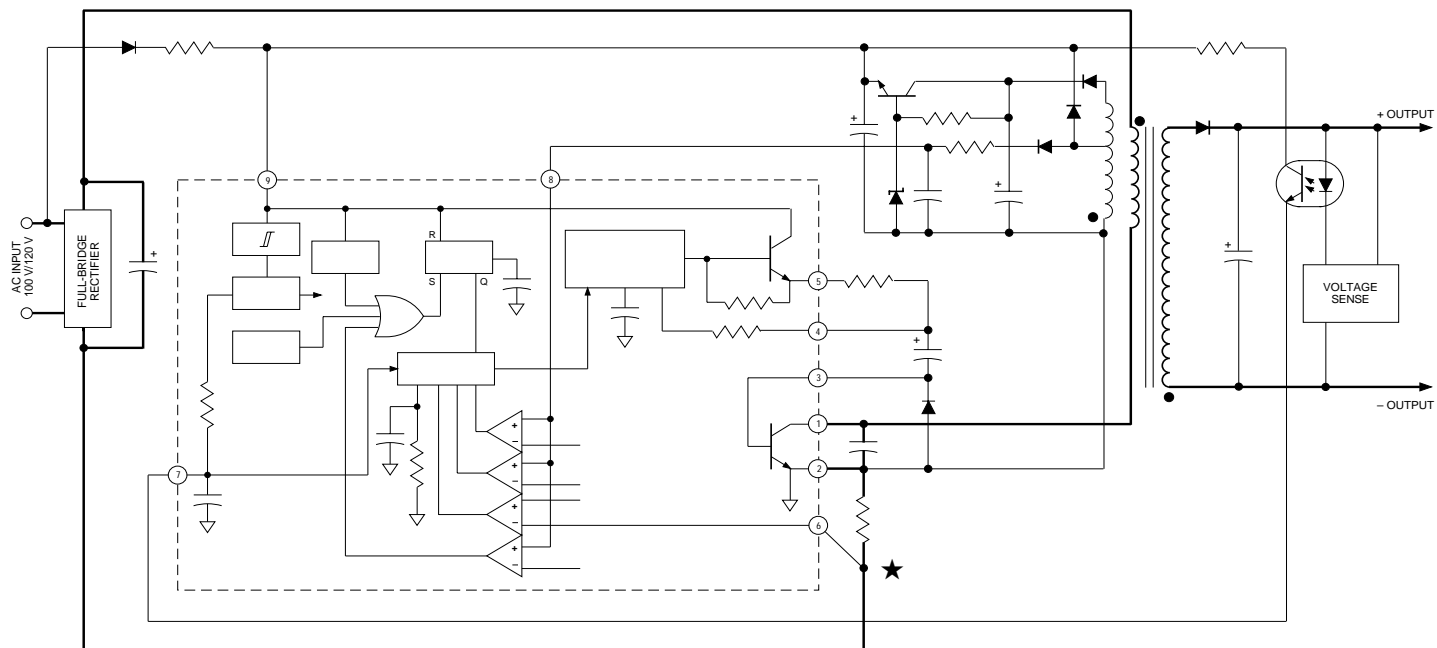 + OUTPUT
+
+
9
8
AC INPUT
100 V/120 V
FULL-BRIDGE
RECTIFIER
+
R
S
Q
+
+
VOLTAGE
SENSE
5
4
+
3
– OUTPUT
1
+
–
2
+
–
7
+
–
6
+
–